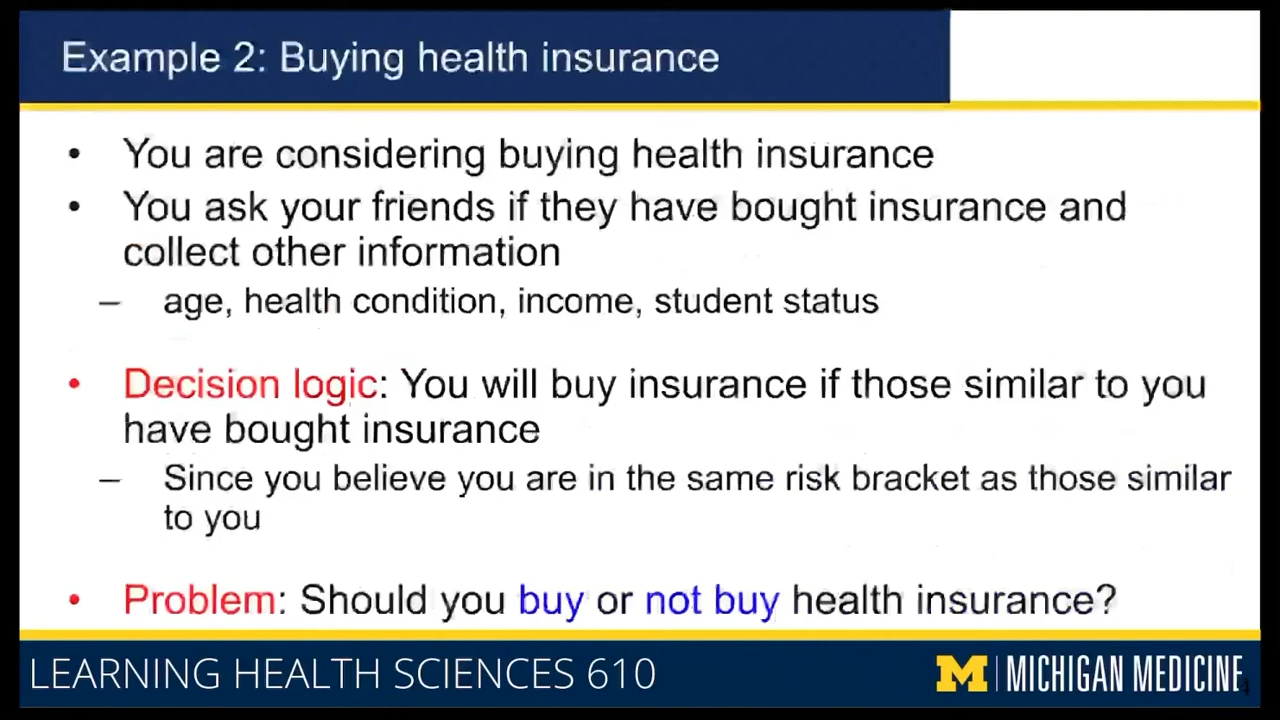 Example 2: Buying health insurance
• You are considering buying health insurance
• You ask your friends if they have bought insurance and
collect other information
– age, health condition, income, student status
• Decision logic: You will buy insurance if those similar to you
have bought insurance
– Since you believe you are in the same risk bracket as those similar
to you
• Problem: Should you buy or not buy health insurance?
LEARNING HEALTH SCIENCES 610
M | MICHIGAN MEDICINE
4